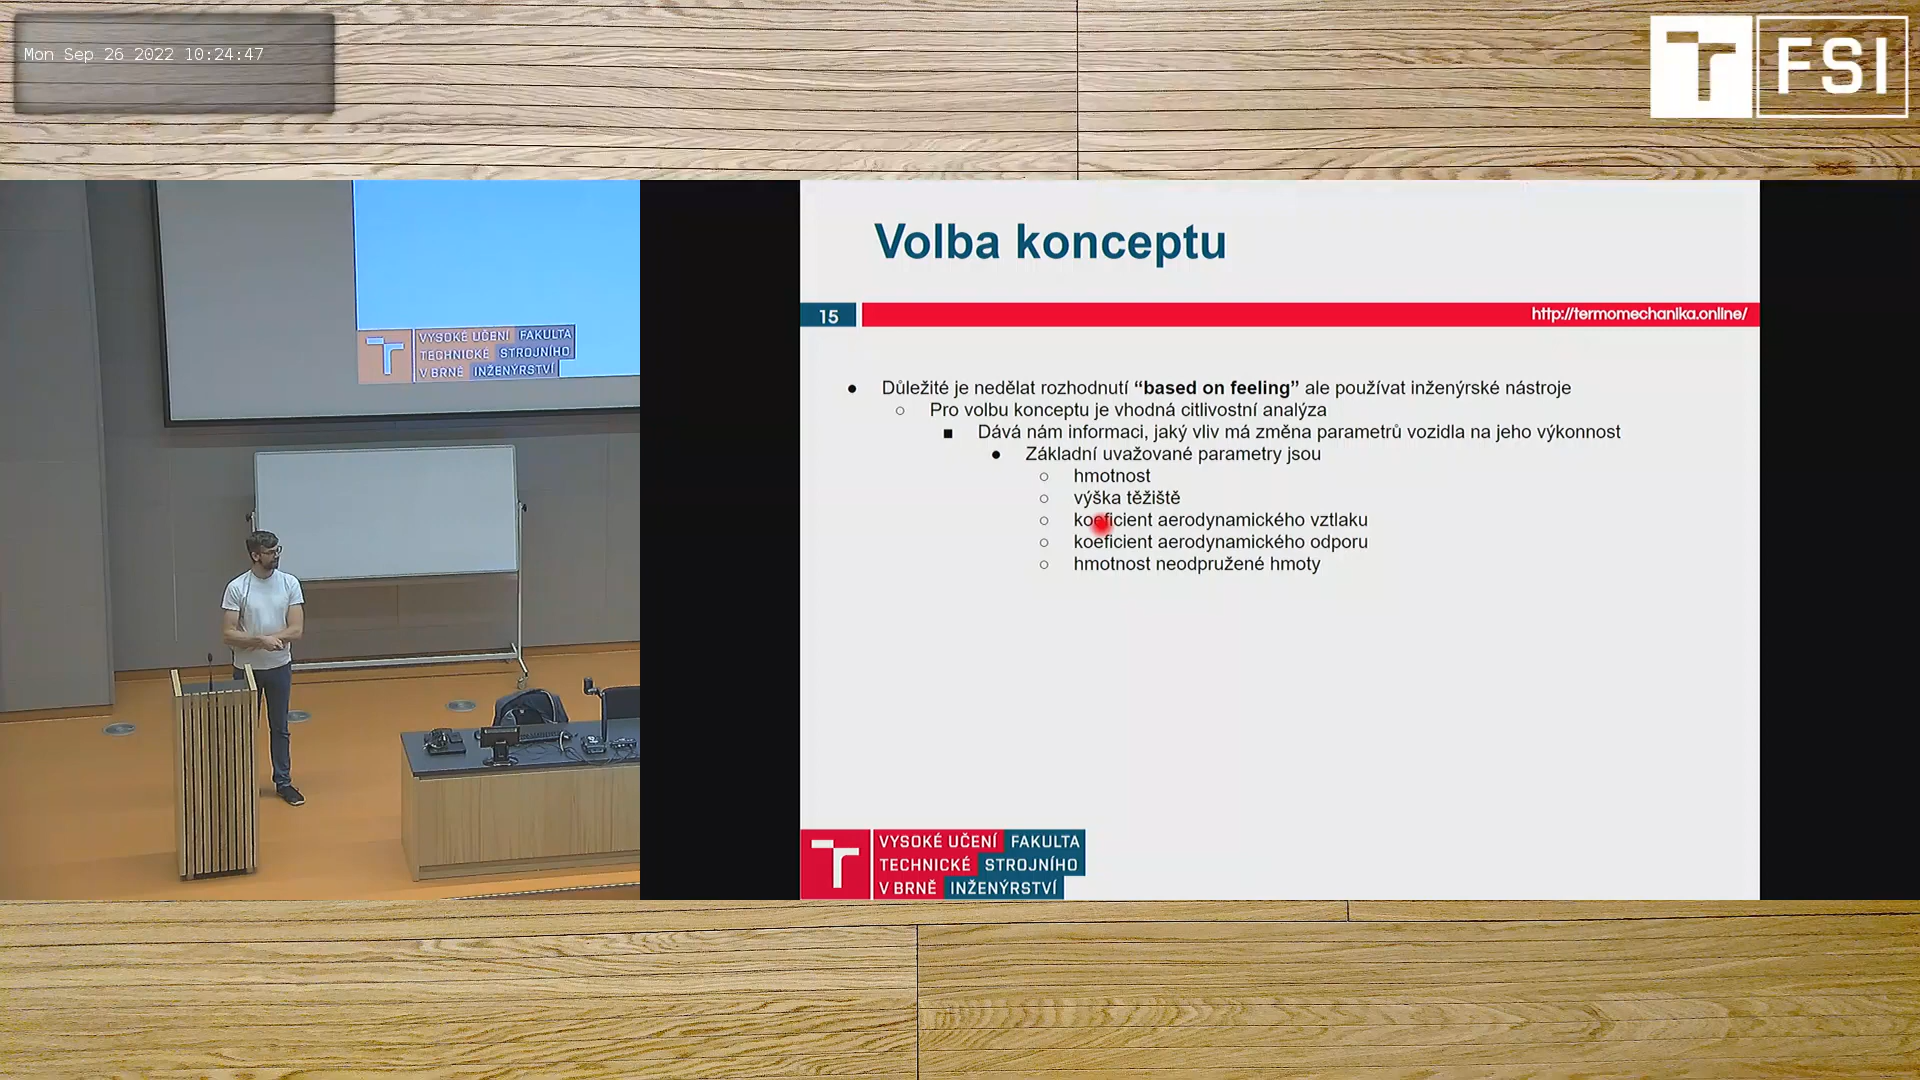 Mon Sep 26 2022 10:24:47
FSI
VYSOKÉ UČENÍ FAKULTA
TECHNICKÉ STROJNÍHO
V BRNĚ INŽENÝRSTVÍ
Volba konceptu
15
http://termomechanika.online/
● Důležité je nedělat rozhodnutí “based on feeling” ale používat inženýrské nástroje
○ Pro volbu konceptu je vhodná citlivostní analýza
■ Dává nám informaci, jaký vliv má změna parametrů vozidla na jeho výkonnost
● Základní uvažované parametry jsou
○ hmotnost
○ výška těžiště
○ koeficient aerodynamického vztlaku
○ koeficient aerodynamického odporu
○ hmotnost neodpružené hmoty
VYSOKÉ UČENÍ FAKULTA
TECHNICKÉ STROJNÍHO
V BRNĚ INŽENÝRSTVÍ